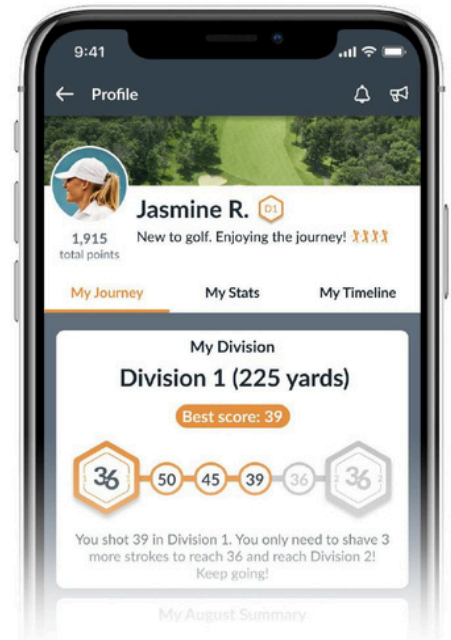 9:41
Profile
Jasmine R. D1
1,915
total points
New to golf. Enjoying the journey!
My Journey My Stats My Timeline
My Division
Division 1 (225 yards)
Best score: 39
36 50 45 39 36 36
You shot 39 in Division 1. You only need to shave 3
more strokes to reach 36 and reach Division 2!
Keep going!
My August Summary